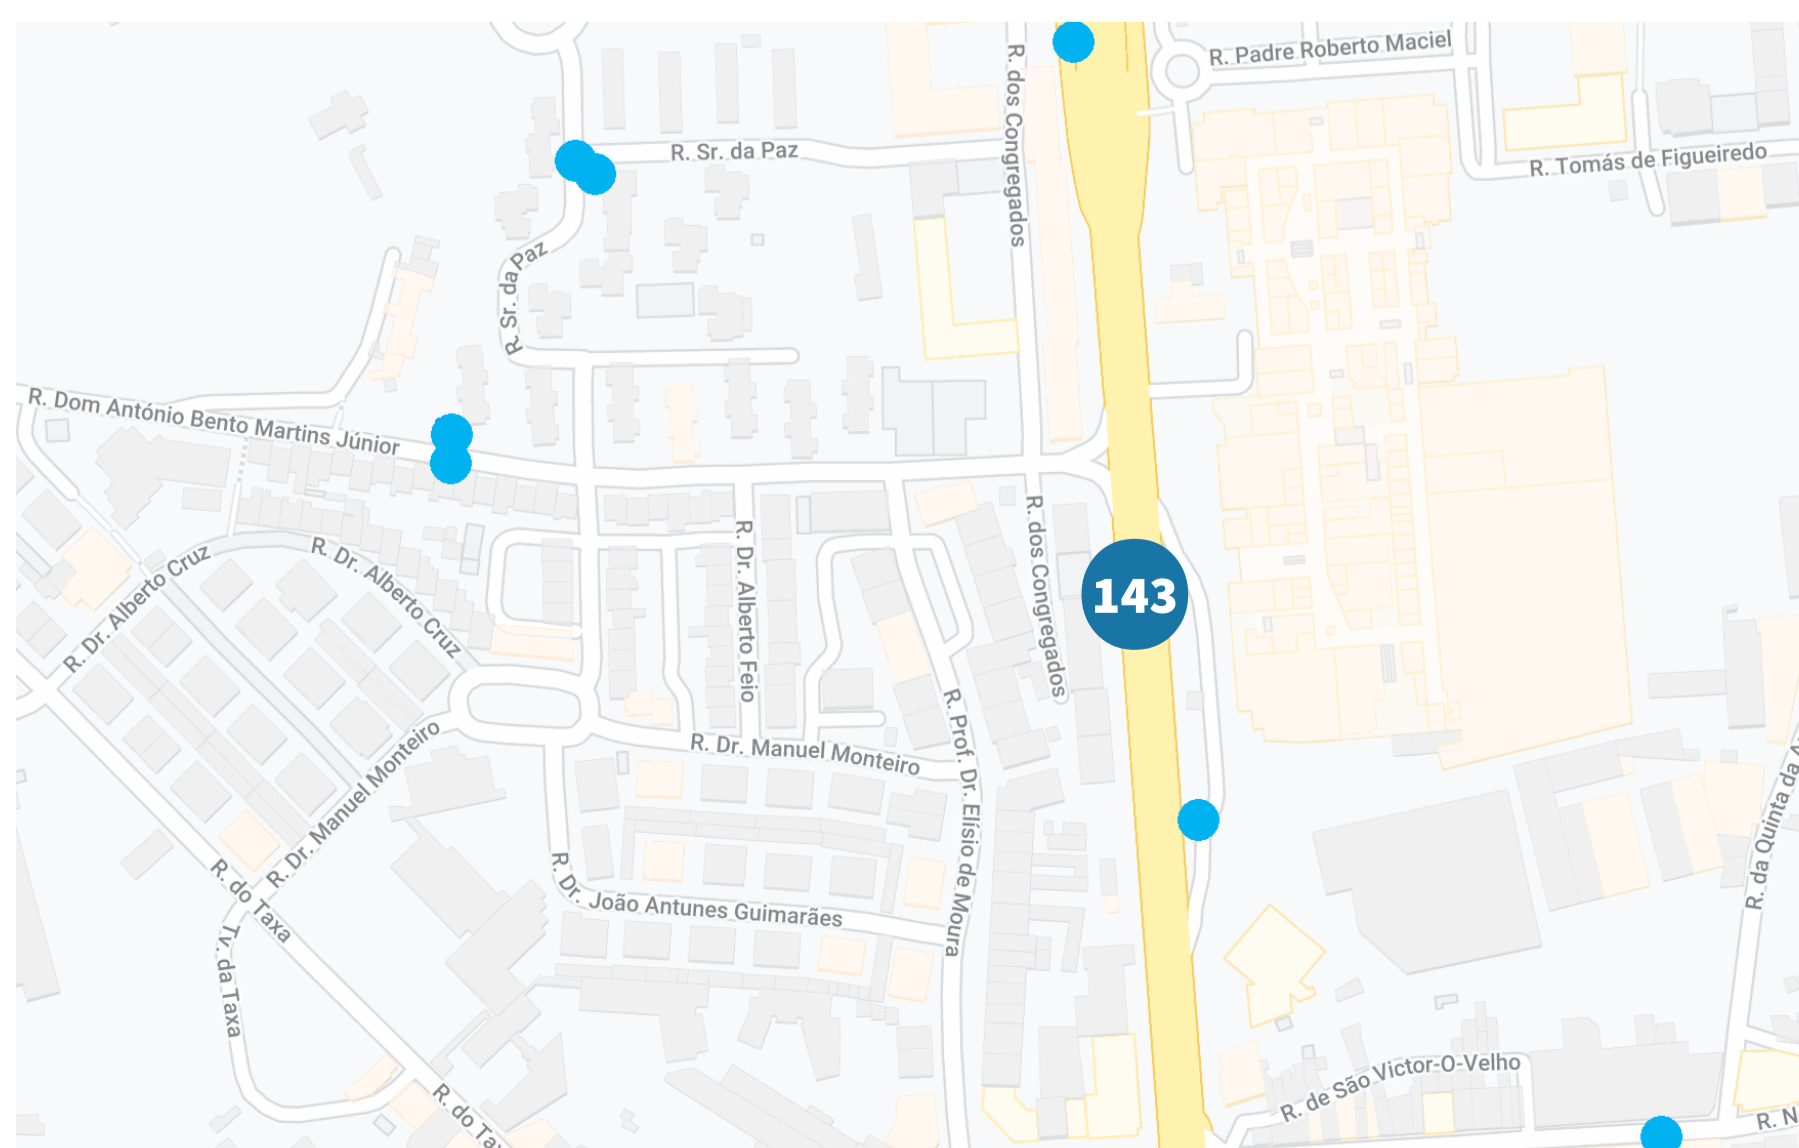 R. Padre Roberto Maciel
R. dos Congregados
R. Sr. da Paz
R. Tomás de Figueiredo
R. Sr. da Paz
R. Dom António Bento Martins Júnior
R. dos Congregados
R. Dr. Alberto Cruz
R. Dr. Alberto Cruz
R. Dr. Alberto Feio
143
R. Prof. Dr. Elísio de Moura
R. Dr. Manuel Monteiro
R. Dr. Manuel Monteiro
R. da Quinta da
R. do Taxa
R. Dr. João Antunes Guimarães
Tv. da Taxa
R. de São Victor-O-Velho
R. do
R. N